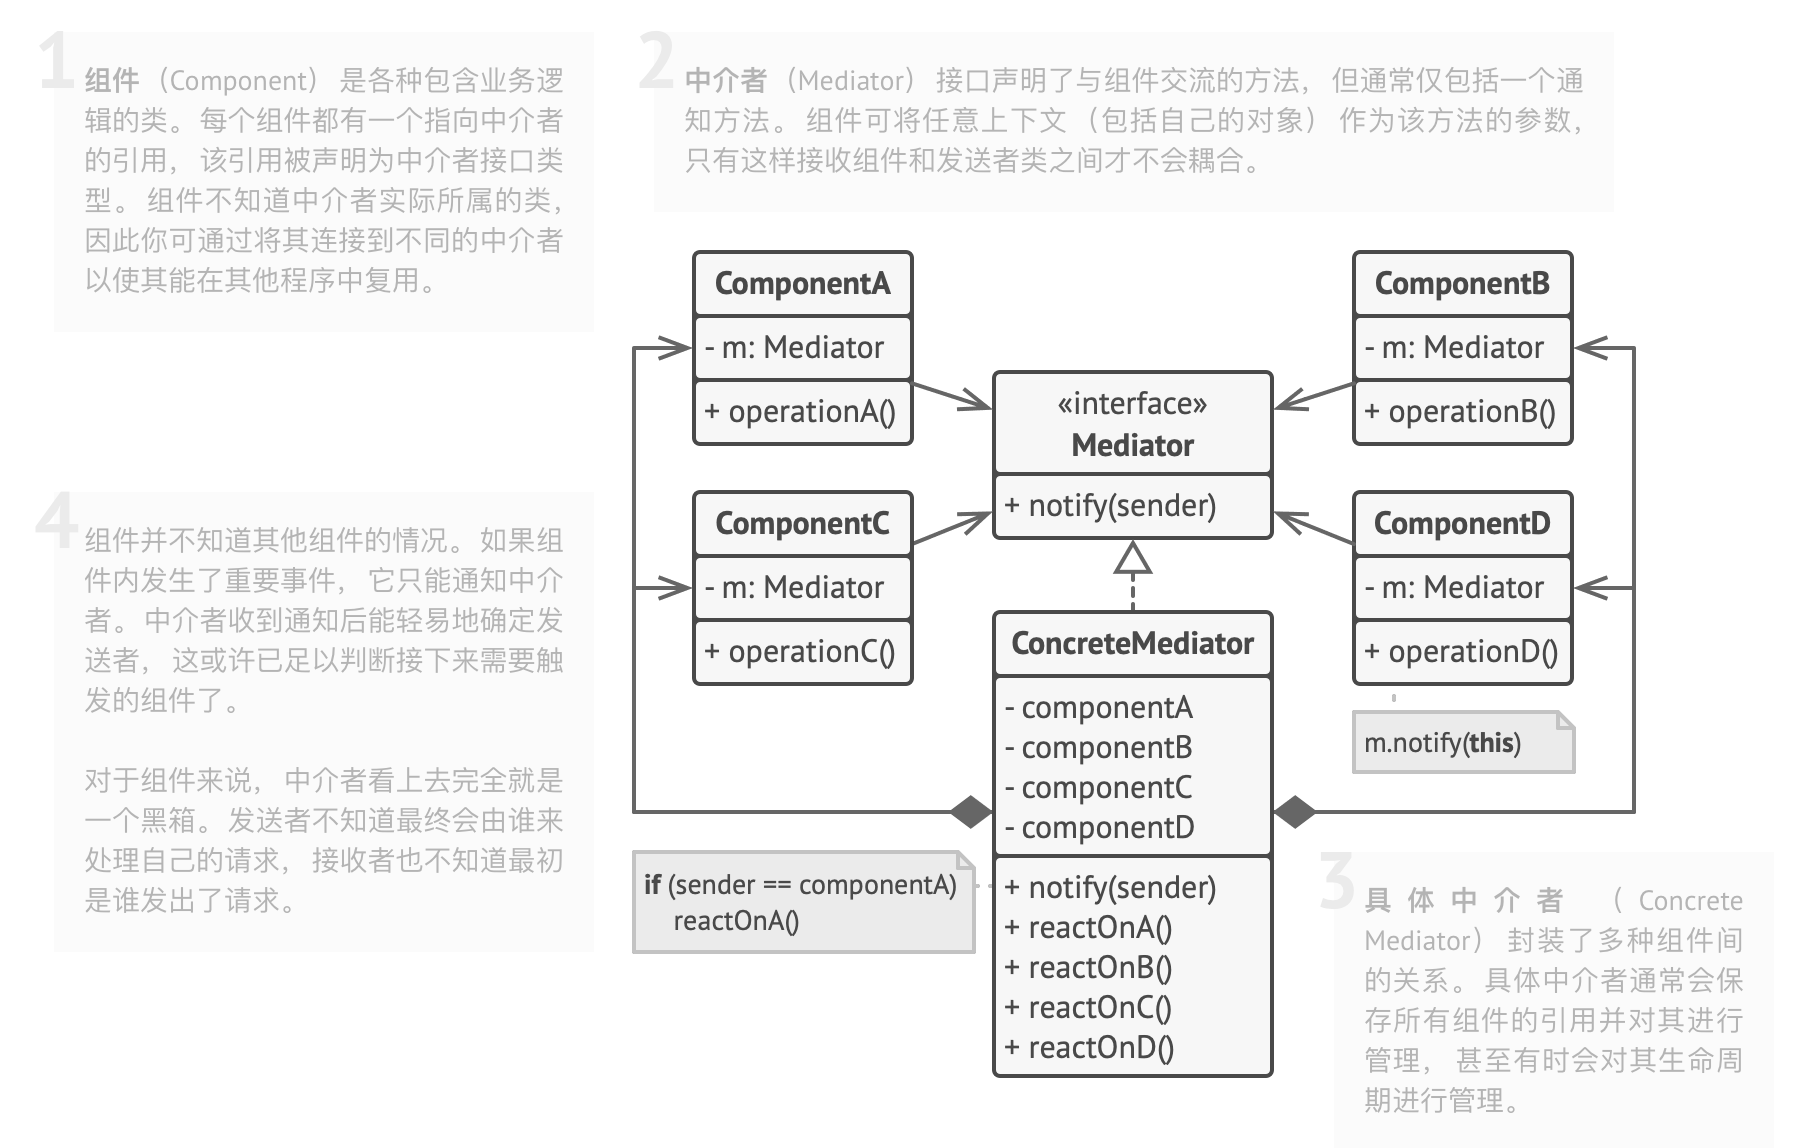 1
组件（Component）是各种包含业务逻
辑的类。每个组件都有一个指向中介者
的引用，该引用被声明为中介者接口类
型。组件不知道中介者实际所属的类，
因此你可通过将其连接到不同的中介者
以使其能在其他程序中复用。
2
中介者（Mediator）接口声明了与组件交流的方法，但通常仅包括一个通
知方法。组件可将任意上下文（包括自己的对象）作为该方法的参数，
只有这样接收组件和发送者类之间才不会耦合。
ComponentA
- m: Mediator
+ operationA()
ComponentB
- m: Mediator
+ operationB()
«interface»
Mediator
+ notify(sender)
ComponentC
- m: Mediator
+ operationC()
ComponentD
- m: Mediator
+ operationD()
m.notify(this)
ConcreteMediator
- componentA
- componentB
- componentC
- componentD
+ notify(sender)
+ reactOnA()
+ reactOnB()
+ reactOnC()
+ reactOnD()
if (sender == componentA)
reactOnA()
3
具体中介者（Concrete
Mediator）封装了多种组件间
的关系。具体中介者通常会保
存所有组件的引用并对其进行
管理，甚至有时会对其生命周
期进行管理。
4
组件并不知道其他组件的情况。如果组
件内发生了重要事件，它只能通知中介
者。中介者收到通知后能轻易地确定发
送者，这或许已足以判断接下来需要触
发的组件了。
对于组件来说，中介者看上去完全就是
一个黑箱。发送者不知道最终会由谁来
处理自己的请求，接收者也不知道最初
是谁发出了请求。